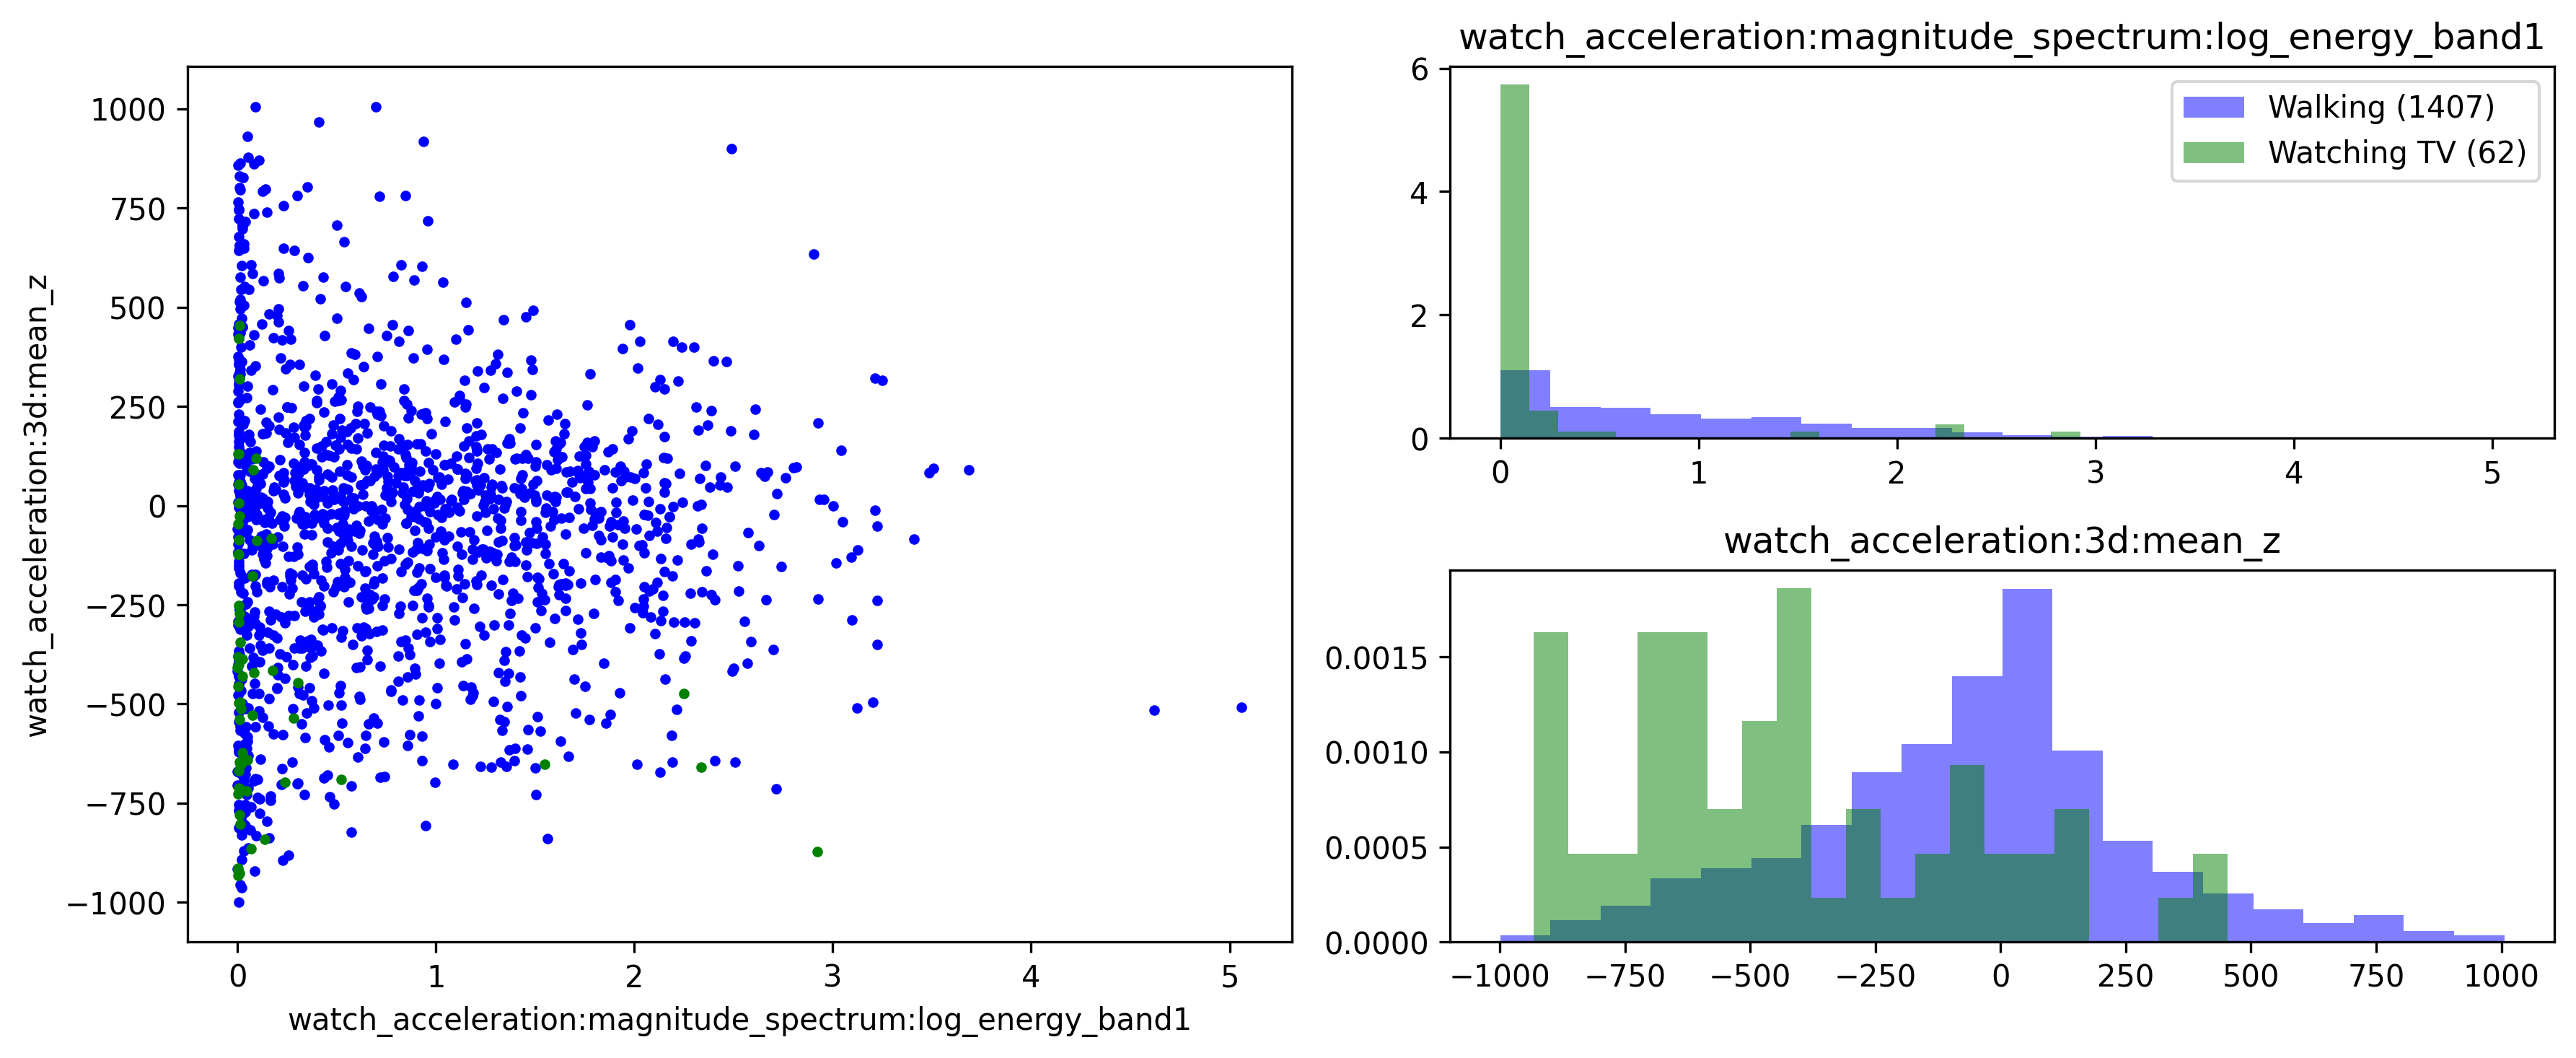 watch_acceleration:3d:mean_z
1000
750
500
250
0
−250
−500
−750
−1000
0 1 2 3 4 5
watch_acceleration:magnitude_spectrum:log_energy_band1
watch_acceleration:magnitude_spectrum:log_energy_band1
6
4
2
0
Walking (1407)
Watching TV (62)
0 1 2 3 4 5
watch_acceleration:3d:mean_z
0.0015
0.0010
0.0005
0.0000
−1000 −750 −500 −250 0 250 500 750 1000